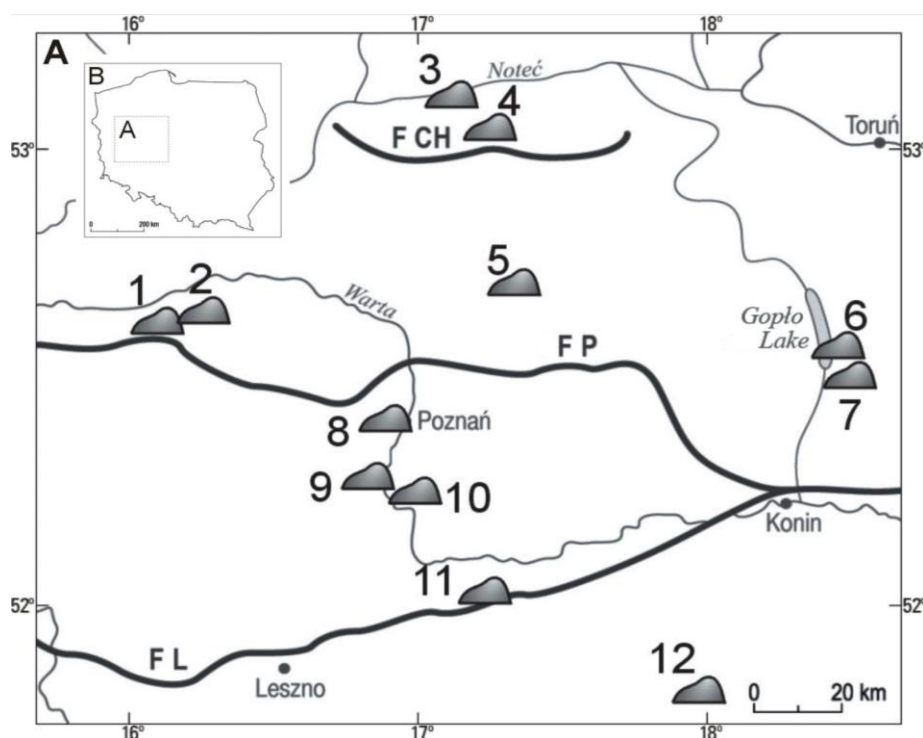 16°
17°
18°
A
B
A
0
200 km
3
Noteć
4
F CH
Toruń
53°
53°
5
1
2
Warta
Gopło
Lake
6
7
F P
8
Poznań
9
10
Konin
11
52°
52°
F L
Leszno
12
0
20 km
16°
17°
18°